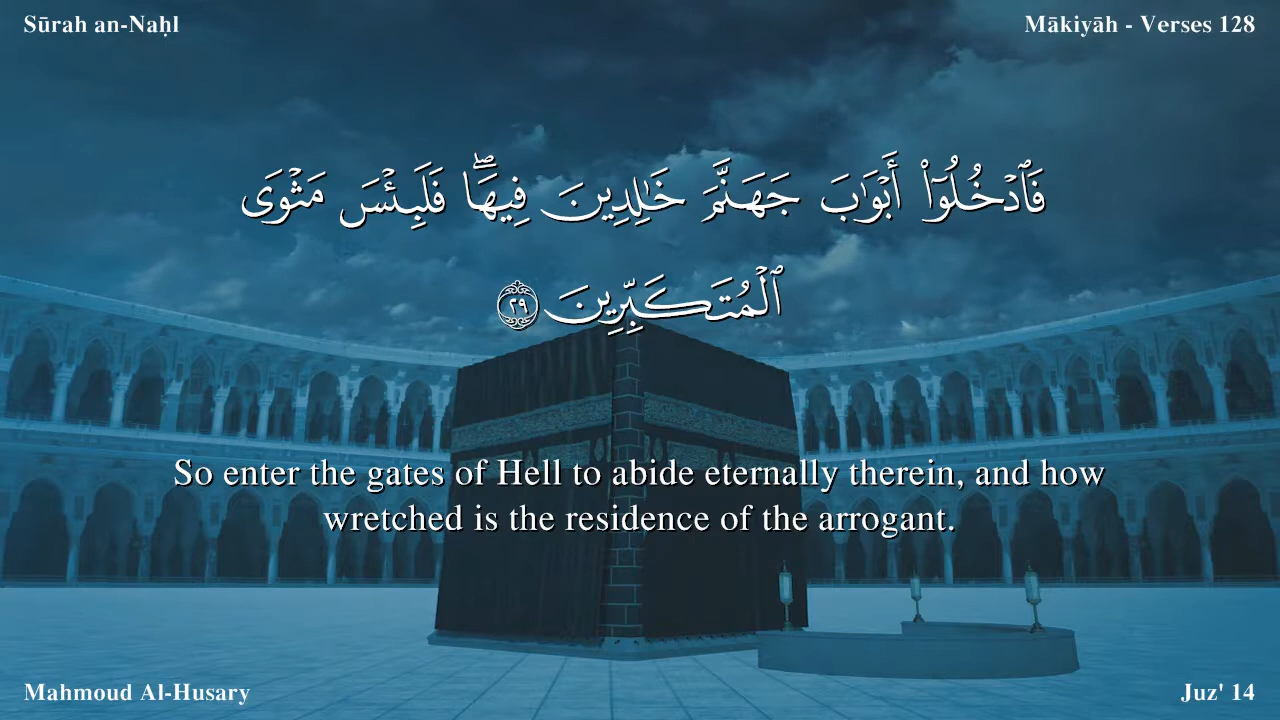 Sūrah an-Naḥl
Mākiyāh - Verses 128
فَٱدۡخُلُوٓاْ أَبۡوَٰبَ جَهَنَّمَ خَٰلِدِينَ فِيهَاۖ فَلَبِئۡسَ مَثۡوَى
ٱلۡمُتَكَبِّرِينَ ٢٩
So enter the gates of Hell to abide eternally therein, and how
wretched is the residence of the arrogant.
Mahmoud Al-Husary
Juz' 14